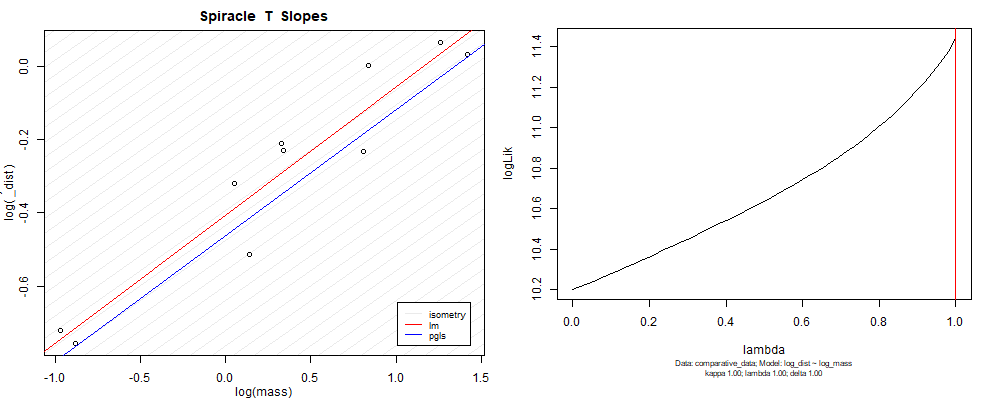 Spiracle T Slopes
log(_dist)
0.0
-0.2
-0.4
-0.6
isometry
lm
pgls
-1.0 -0.5 0.0 0.5 1.0 1.5
log(mass)
logLik
11.4
11.2
11.0
10.8
10.6
10.4
10.2
0.0 0.2 0.4 0.6 0.8 1.0
lambda
Data: comparative_data; Model: log_dist ~ log_mass
kappa 1.00; lambda 1.00; delta 1.00